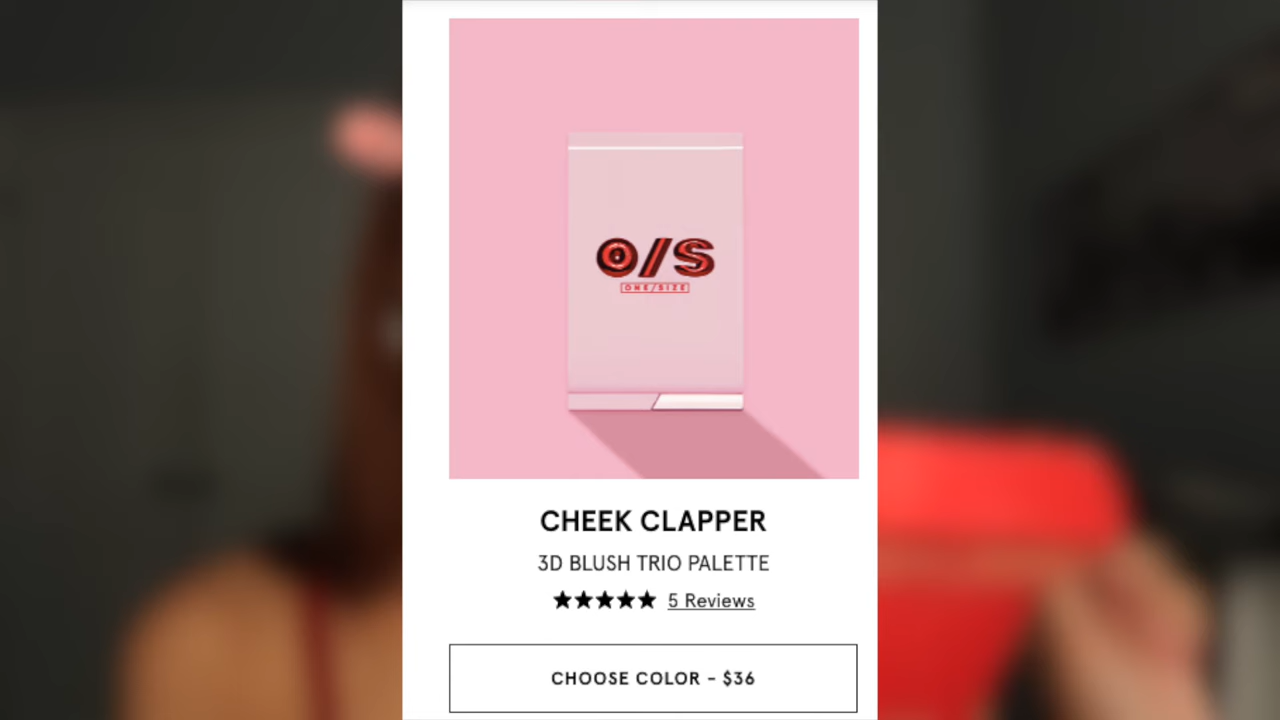 O/S
ONE/SIZE
CHEEK CLAPPER
3D BLUSH TRIO PALETTE
★★★★★ 5 Reviews
CHOOSE COLOR - $36